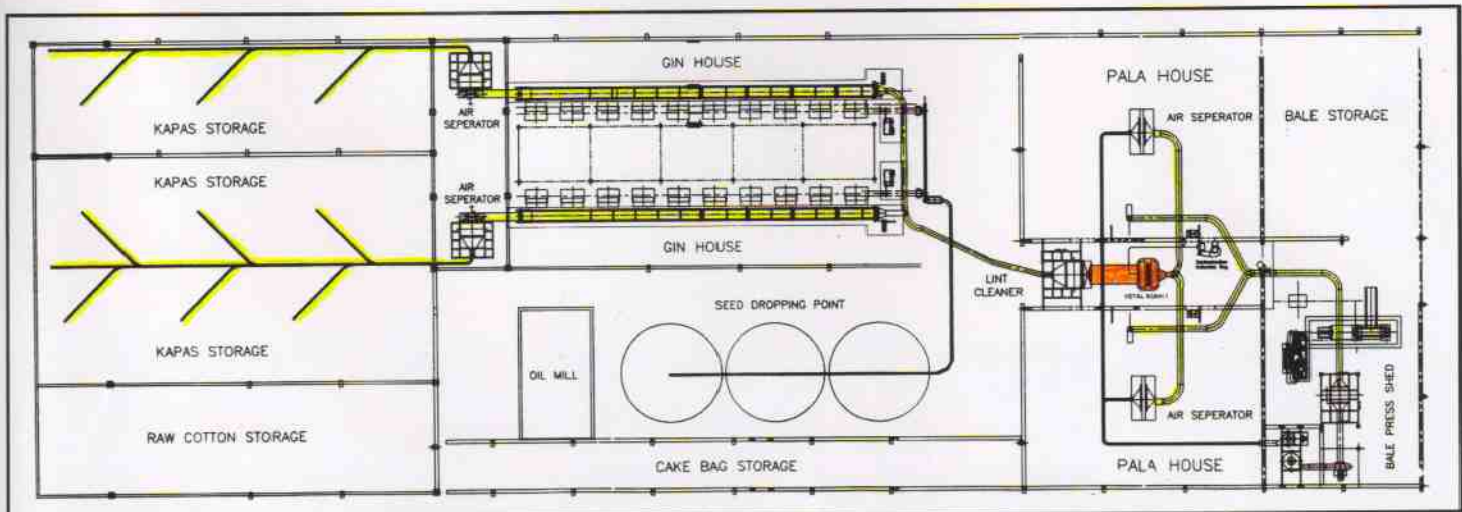 GIN HOUSE
PALA HOUSE
AIR SEPERATOR
BALE STORAGE
AIR
SEPERATOR
KAPAS STORAGE
KAPAS STORAGE
AIR
SEPERATOR
GIN HOUSE
LINT
CLEANER
SEED DROPPING POINT
KAPAS STORAGE
OIL MILL
AIR SEPERATOR
BALE PRESS SHED
RAW COTTON STORAGE
CAKE BAG STORAGE
PALA HOUSE